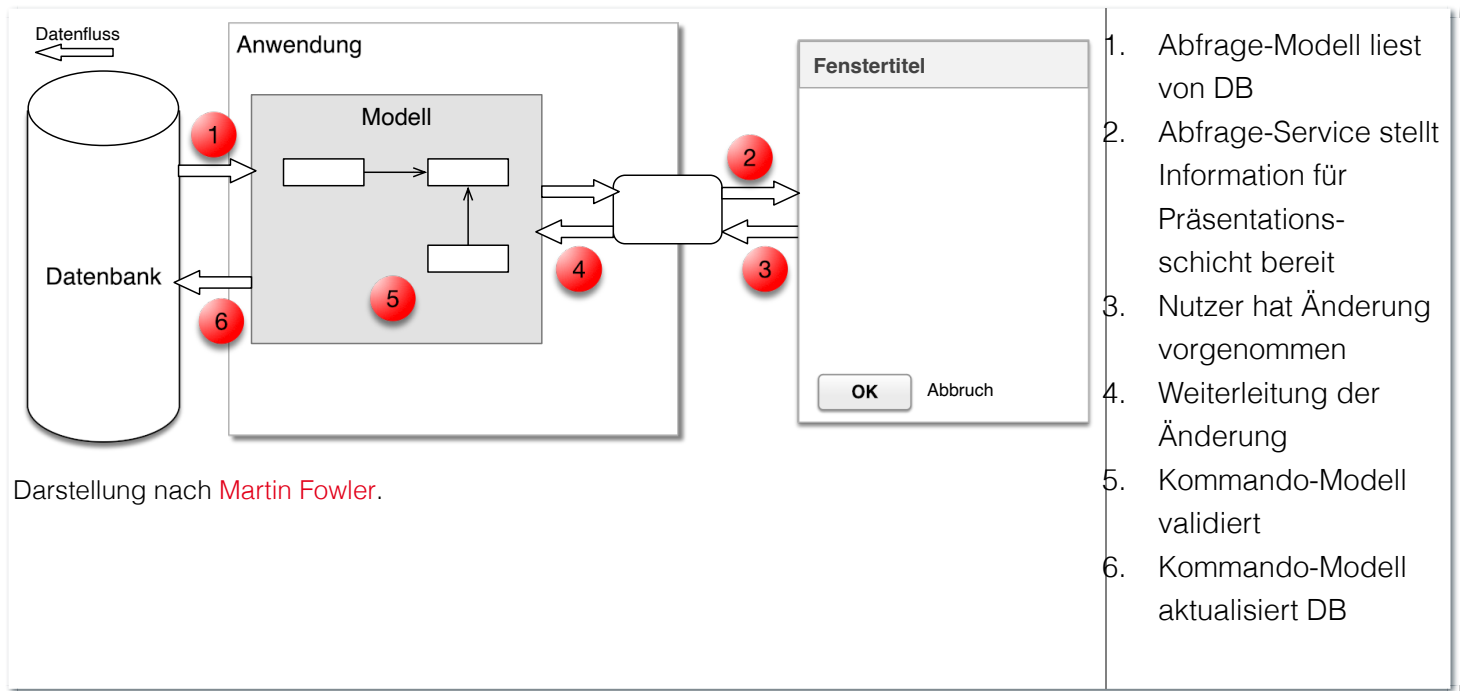 Datenfluss
Anwendung
Modell
1
2
3
4
5
6
Datenbank
Fenstertitel
OK
Abbruch
Darstellung nach Martin Fowler.
1. Abfrage-Modell liest
von DB
2. Abfrage-Service stellt
Information für
Präsentations-
schicht bereit
3. Nutzer hat Änderung
vorgenommen
4. Weiterleitung der
Änderung
5. Kommando-Modell
validiert
6. Kommando-Modell
aktualisiert DB